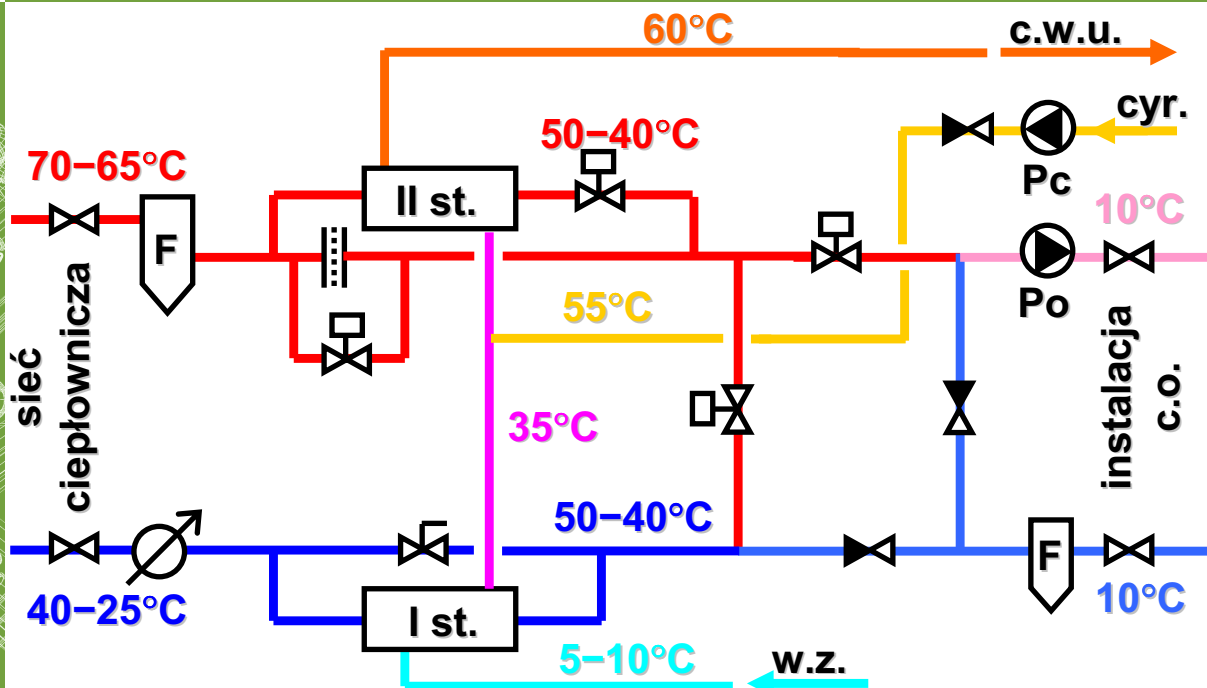 60°C
c.w.u.
cyr.
50−40°C
70−65°C
Pc
II st.
10°C
F
Po
55°C
sieć
ciepłownicza
instalacja
c.o.
35°C
50−40°C
F
40−25°C
10°C
I st.
5−10°C
w.z.